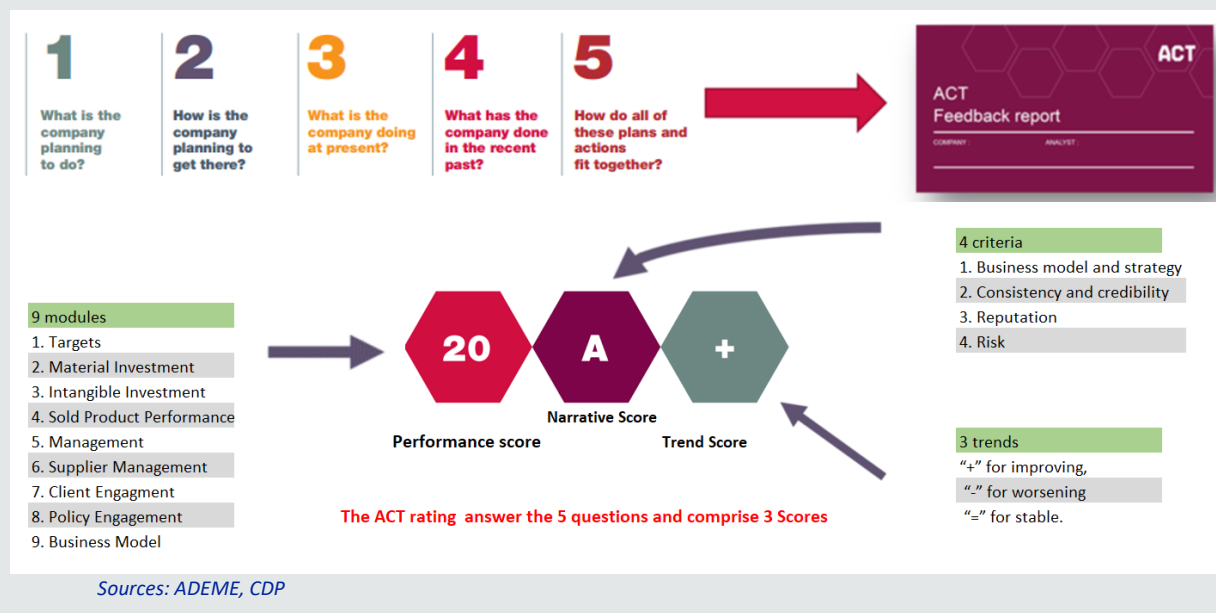 1
What is the
company
planning
to do?
2
How is the
company
planning to
get there?
3
What is the
company doing
at present?
4
What has the
company done
in the recent
past?
5
How do all of
these plans and
actions
fit together?
ACT
ACT
Feedback report
COMPANY :
ANALYST :
4 criteria
1. Business model and strategy
2. Consistency and credibility
3. Reputation
4. Risk
9 modules
1. Targets
2. Material Investment
3. Intangible Investment
4. Sold Product Performance
5. Management
6. Supplier Management
7. Client Engagment
8. Policy Engagement
9. Business Model
20
A
+
Narrative Score
Performance score
Trend Score
3 trends
“+” for improving,
“-” for worsening
“=” for stable.
The ACT rating answer the 5 questions and comprise 3 Scores
Sources: ADEME, CDP